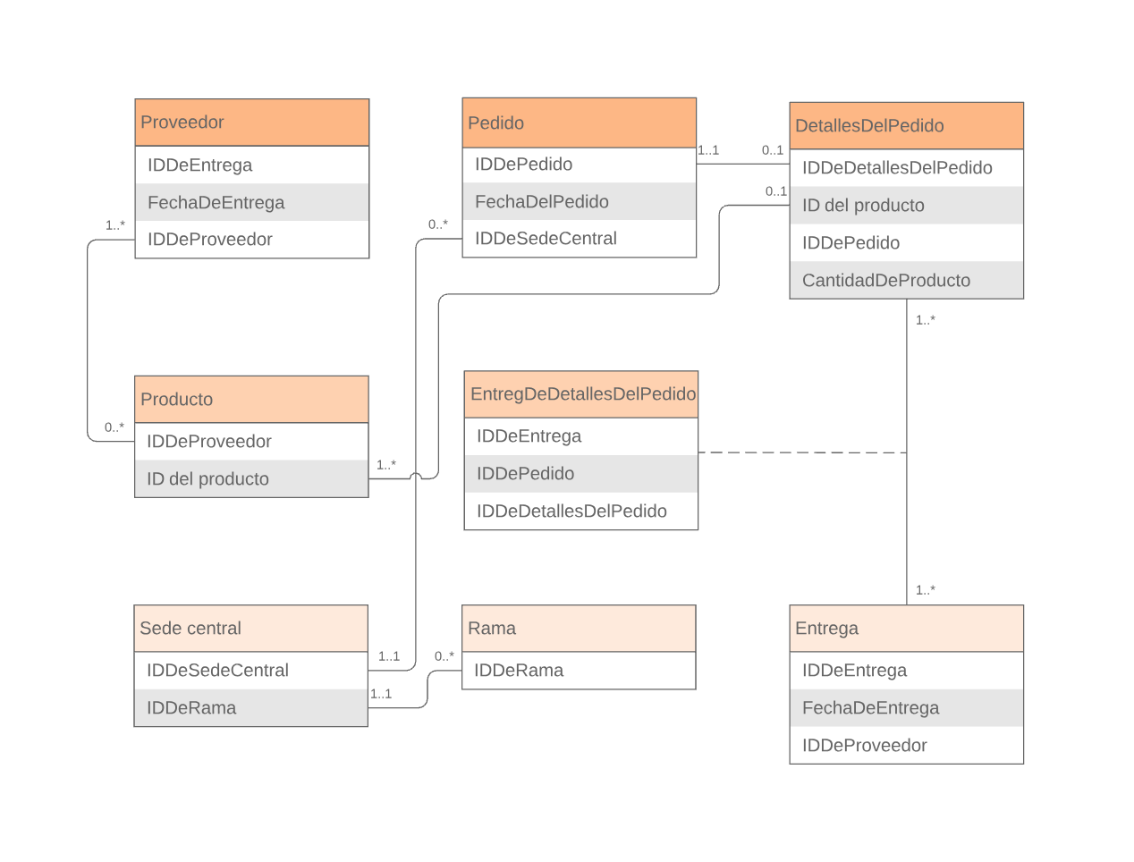 Proveedor
IDDeEntrega
FechaDeEntrega
IDDeProveedor
Pedido
IDDePedido
FechaDelPedido
IDDeSedeCentral
DetallesDelPedido
IDDeDetallesDelPedido
ID del producto
IDDePedido
CantidadDeProducto
1..1
0..1
0..1
1..*
0..*
1..*
Producto
IDDeProveedor
ID del producto
0..*
1..*
EntregDeDetallesDelPedido
IDDeEntrega
IDDePedido
IDDeDetallesDelPedido
1..*
Sede central
IDDeSedeCentral
IDDeRama
1..1
0..*
1..1
Rama
IDDeRama
Entrega
IDDeEntrega
FechaDeEntrega
IDDeProveedor